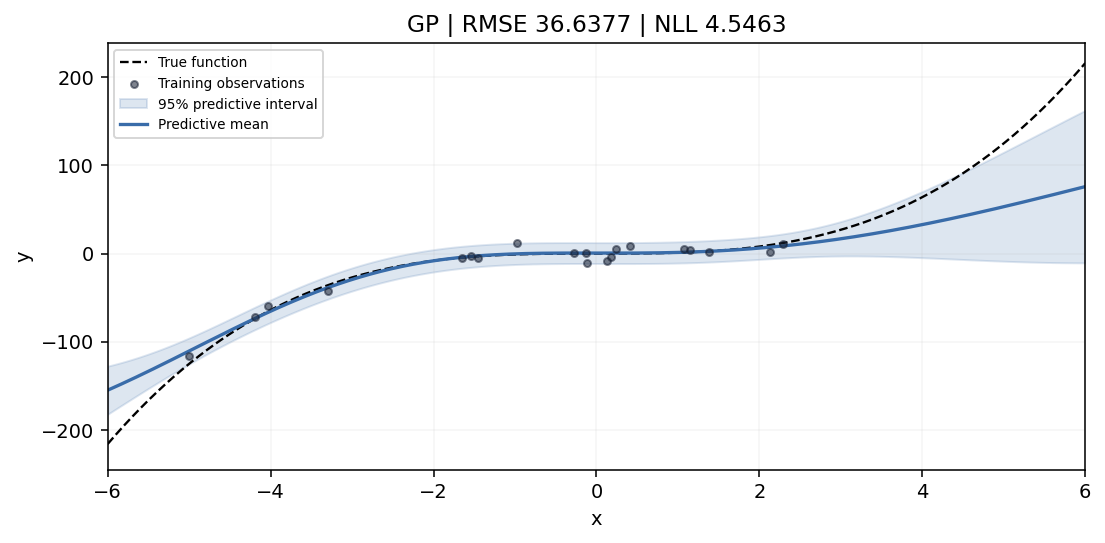 GP | RMSE 36.6377 | NLL 4.5463
True function
Training observations
95% predictive interval
Predictive mean
200
100
0
−100
−200
y
−6 −4 −2 0 2 4 6
x